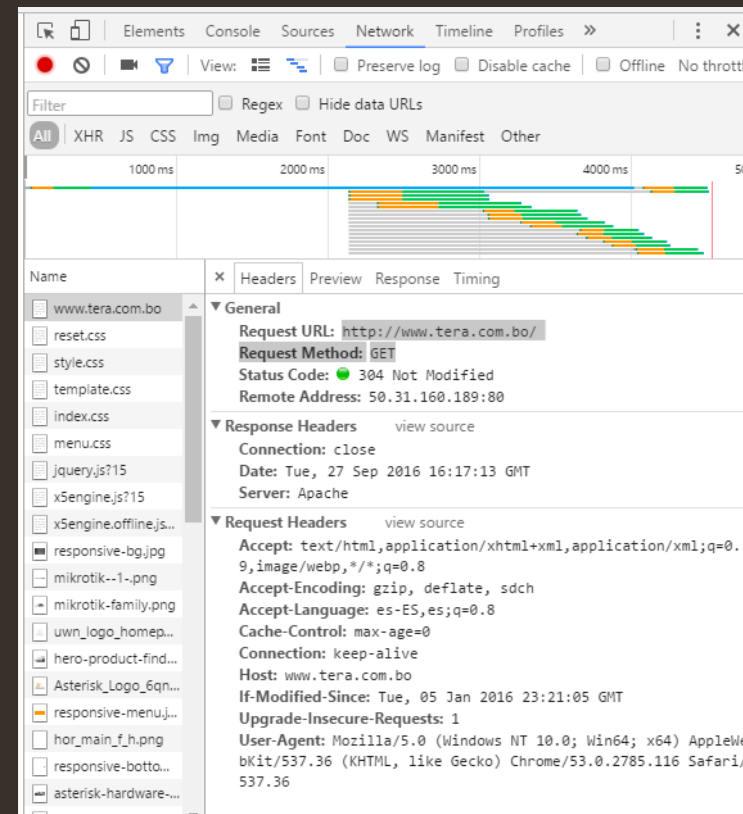 Elements Console Sources Network Timeline Profiles »
View: Preserve log Disable cache Offline No thrott
Filter Regex Hide data URLs
All XHR JS CSS Img Media Font Doc WS Manifest Other
1000 ms 2000 ms 3000 ms 4000 ms 50
Name
www.tera.com.bo
reset.css
style.css
template.css
index.css
menu.css
jquery.js?15
x5engine.js?15
x5engine.offline.js...
responsive-bg.jpg
mikrotik--1-.png
mikrotik-family.png
uwn_logo_homep...
hero-product-find...
Asterisk_Logo_6qn...
responsive-menu.j...
hor_main_f_h.png
responsive-botto...
asterisk-hardware-...
× Headers Preview Response Timing
General
Request URL: http://www.tera.com.bo/
Request Method: GET
Status Code: 304 Not Modified
Remote Address: 50.31.160.189:80
Response Headers view source
Connection: close
Date: Tue, 27 Sep 2016 16:17:13 GMT
Server: Apache
Request Headers view source
Accept: text/html,application/xhtml+xml,application/xml;q=0.
9,image/webp,*/*;q=0.8
Accept-Encoding: gzip, deflate, sdch
Accept-Language: es-ES,es;q=0.8
Cache-Control: max-age=0
Connection: keep-alive
Host: www.tera.com.bo
If-Modified-Since: Tue, 05 Jan 2016 23:21:05 GMT
Upgrade-Insecure-Requests: 1
User-Agent: Mozilla/5.0 (Windows NT 10.0; Win64; x64) AppleWe
bKit/537.36 (KHTML, like Gecko) Chrome/53.0.2785.116 Safari/
537.36